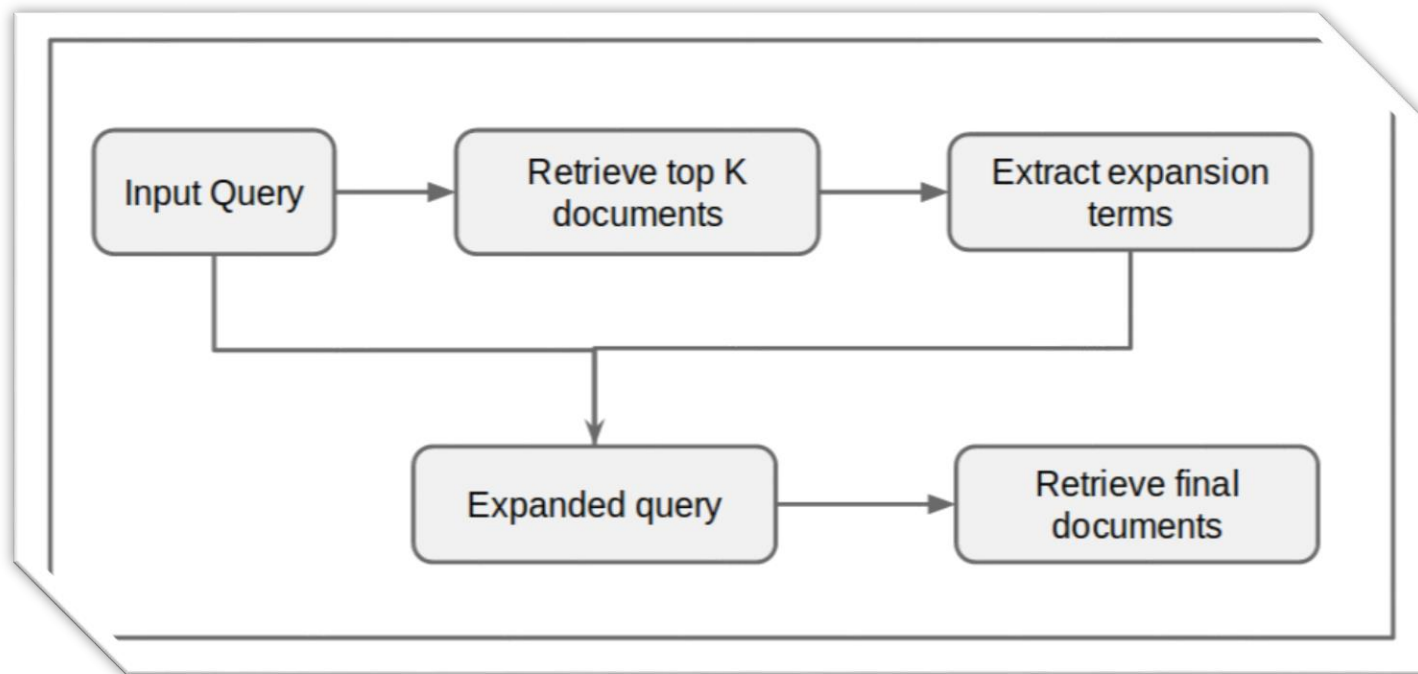 Input Query
Retrieve top K
documents
Extract expansion
terms
Expanded query
Retrieve final
documents